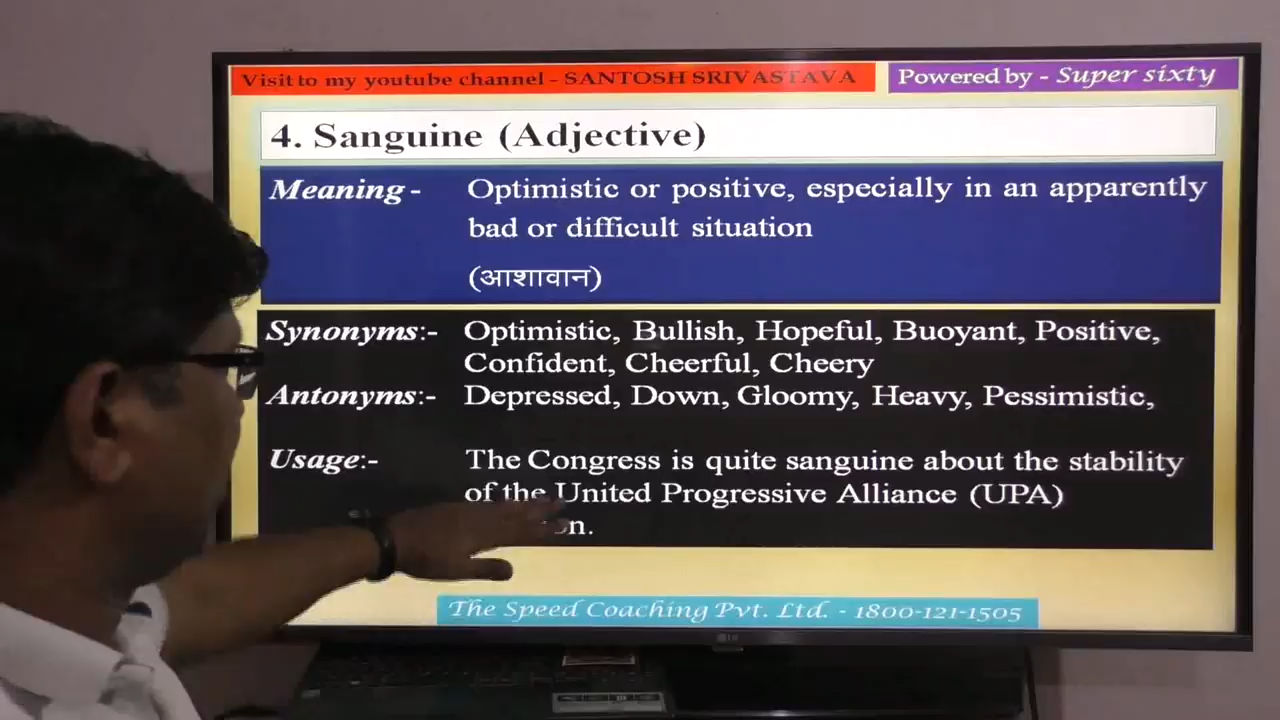 Visit to my youtube channel - SANTOSH SRIVASTAVA
Powered by - Super sixty
4. Sanguine (Adjective)
Meaning - Optimistic or positive, especially in an apparently
bad or difficult situation
(आशावान)
Synonyms:- Optimistic, Bullish, Hopeful, Buoyant, Positive,
Confident, Cheerful, Cheery
Antonyms:- Depressed, Down, Gloomy, Heavy, Pessimistic,
Usage:- The Congress is quite sanguine about the stability
of the United Progressive Alliance (UPA)
The Speed Coaching Pvt. Ltd. - 1800-121-1505
LG